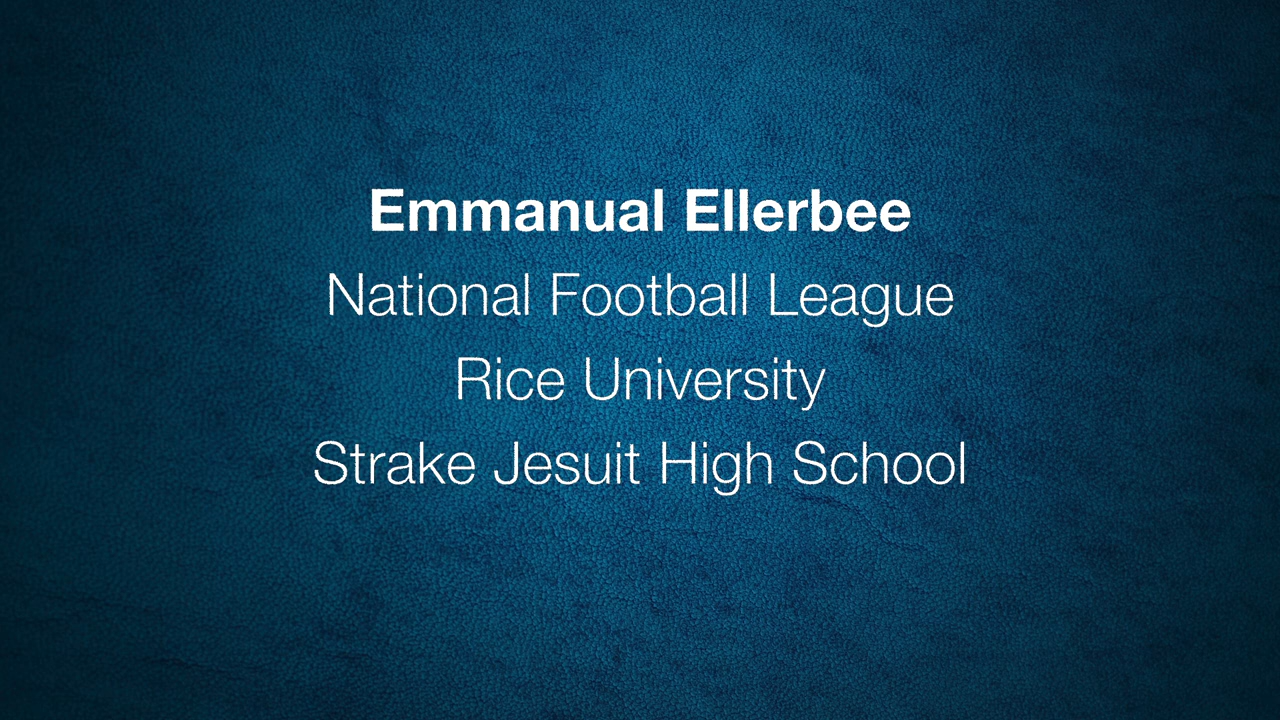 Emmanual Ellerbee
National Football League
Rice University
Strake Jesuit High School